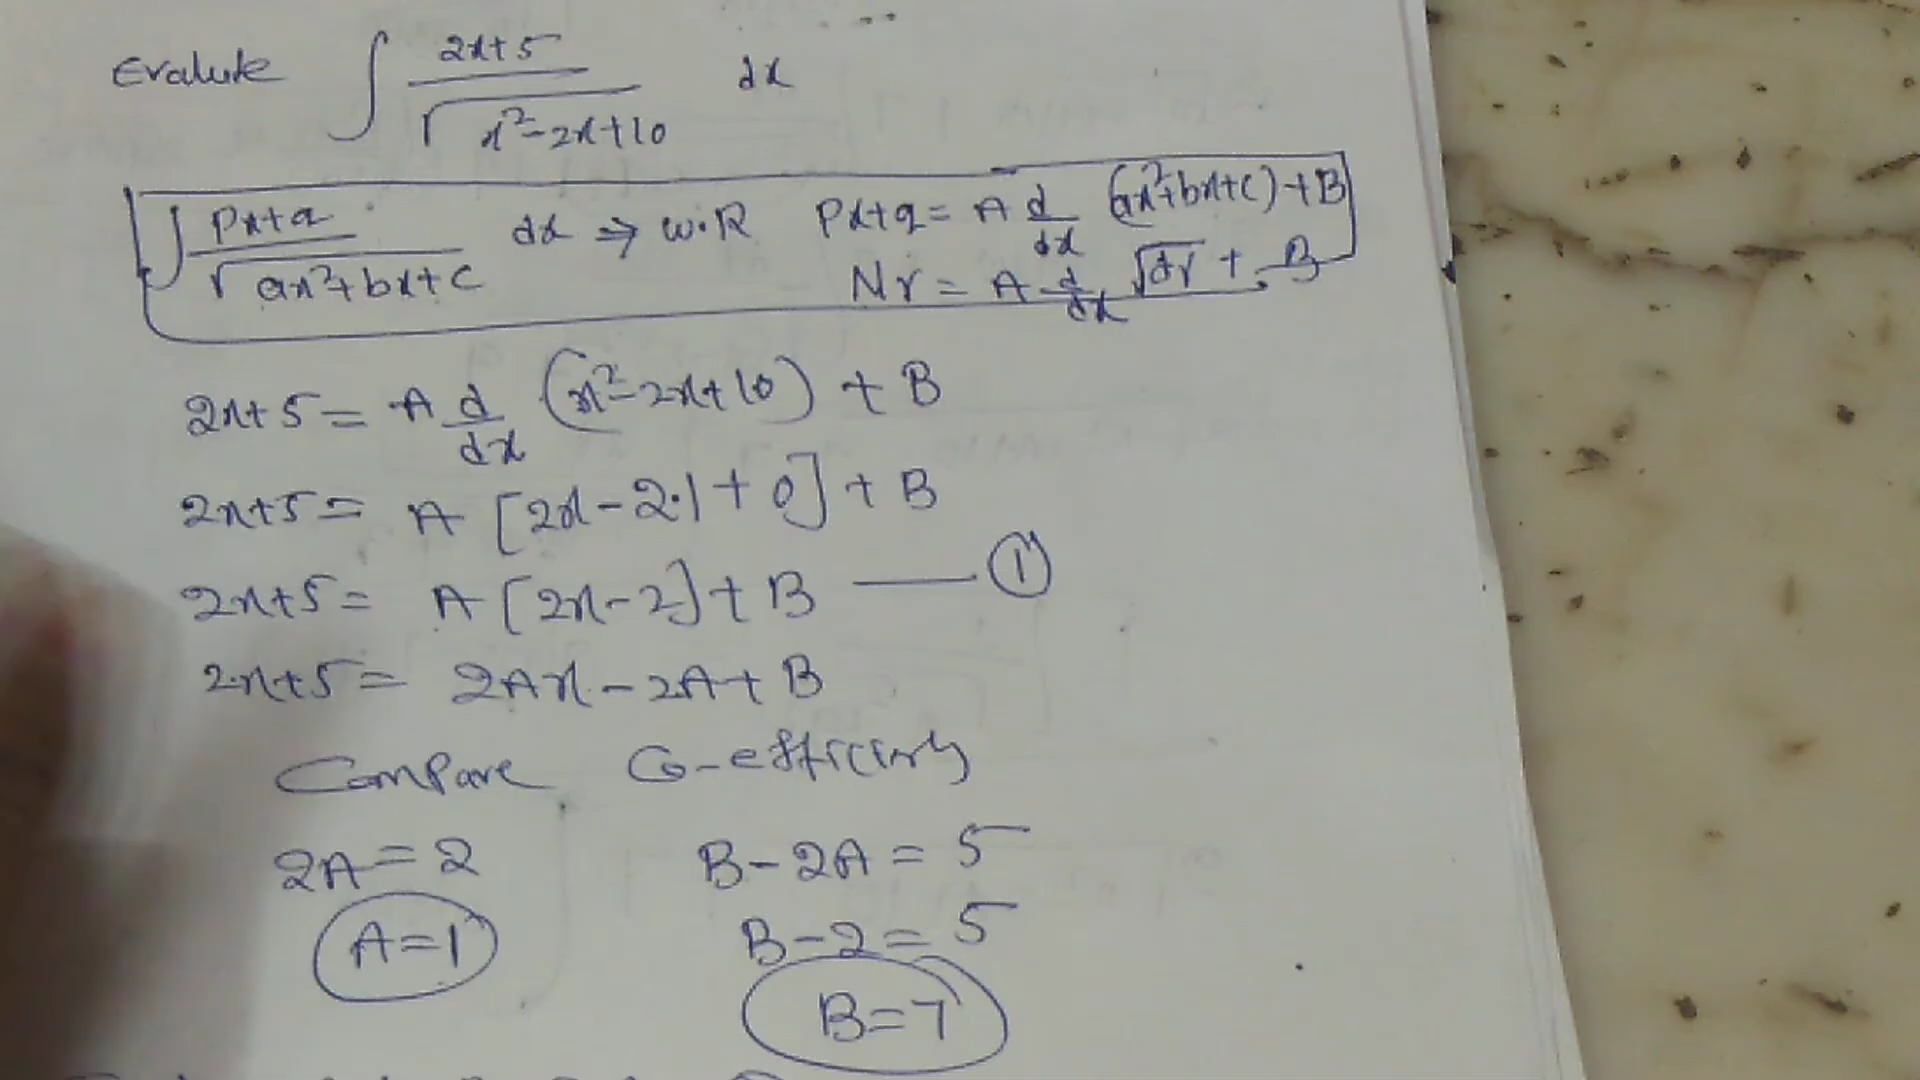 Evalute ∫ 2x+5 / √(x²-2x+10) dx
∫ Px+q / √(ax²+bx+c) dx ⇒ W.R Px+q = A d/dx (ax²+bx+c)+B
Nr = A d/dx √dr + B
2x+5 = A d/dx (x²-2x+10) + B
2x+5 = A [2x-2.1+0] + B
2x+5 = A [2x-2] + B —— ①
2x+5 = 2Ax-2A+B
Compare Co-efficients
2A=2 B-2A=5
A=1 B-2=5
B=7